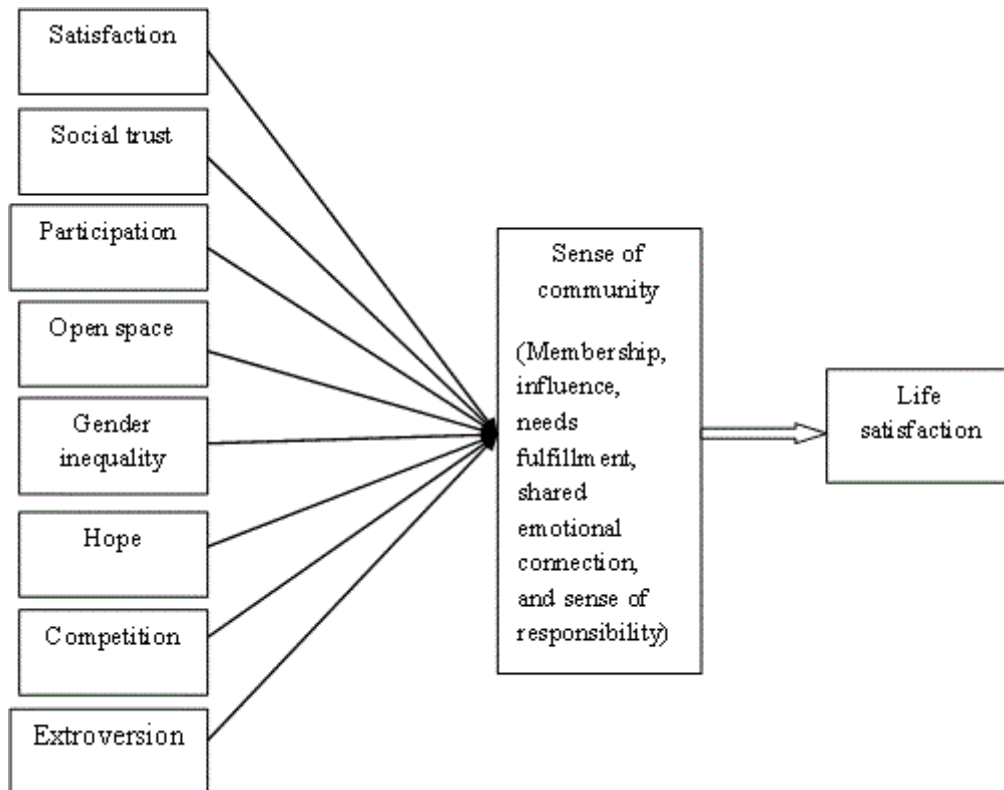 Satisfaction
Social trust
Participation
Open space
Gender
inequality
Hope
Competition
Extroversion
Sense of
community
(Membership,
influence,
needs
fulfillment,
shared
emotional
connection,
and sense of
responsibility)
Life
satisfaction